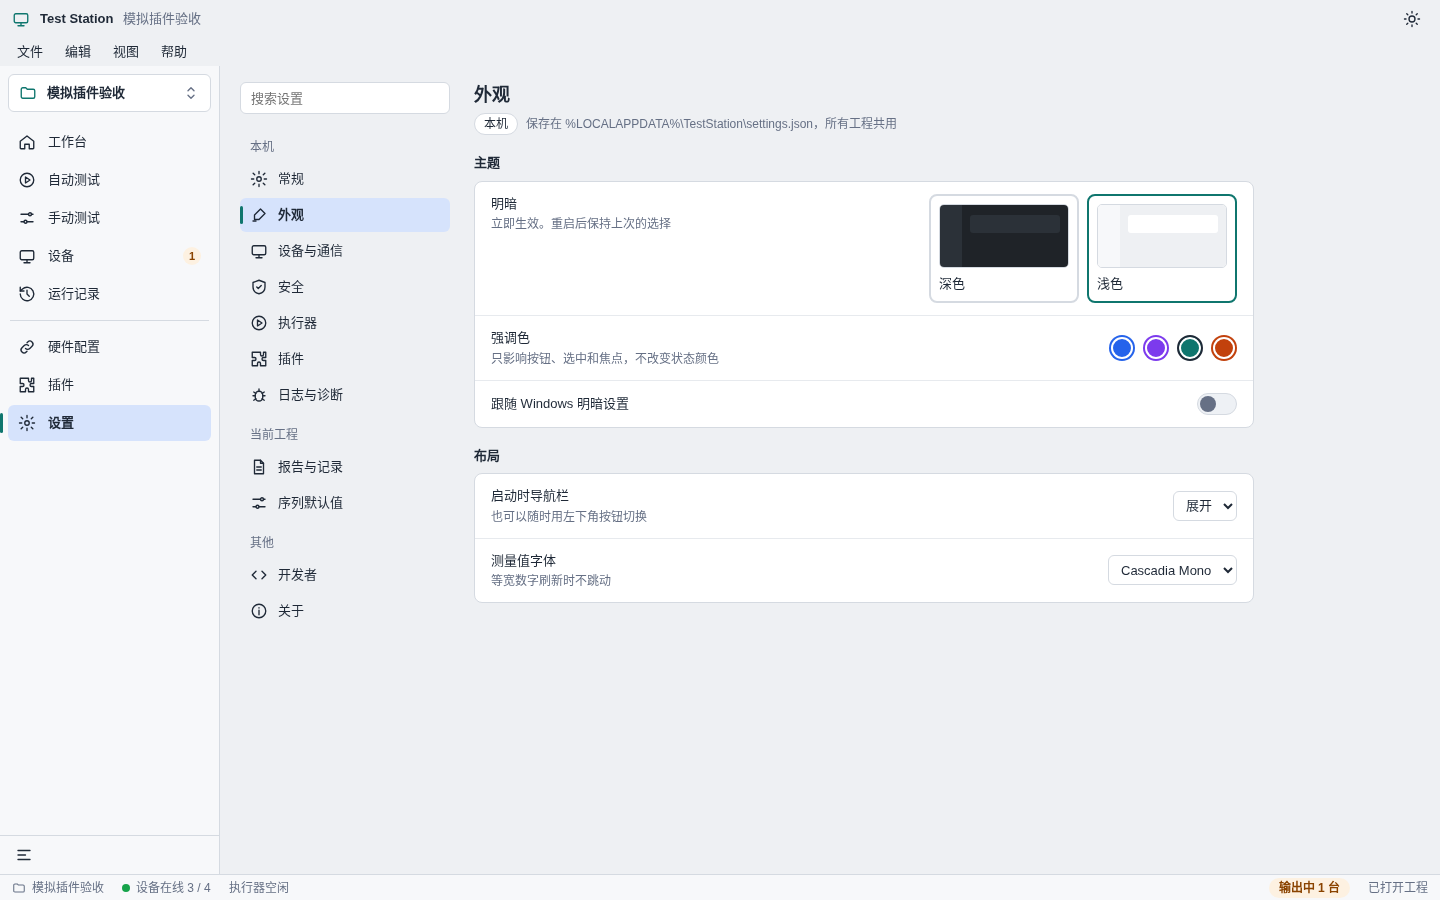 Test Station 模拟插件验收
文件 编辑 视图 帮助
模拟插件验收
工作台
自动测试
手动测试
设备 1
运行记录
硬件配置
插件
设置
搜索设置
本机
常规
外观
设备与通信
安全
执行器
插件
日志与诊断
当前工程
报告与记录
序列默认值
其他
开发者
关于
外观
本机 保存在 %LOCALAPPDATA%\TestStation\settings.json，所有工程共用
主题
明暗
立即生效。重启后保持上次的选择
深色 浅色
强调色
只影响按钮、选中和焦点，不改变状态颜色
跟随 Windows 明暗设置
布局
启动时导航栏
也可以随时用左下角按钮切换
展开
测量值字体
等宽数字刷新时不跳动
Cascadia Mono
模拟插件验收 设备在线 3 / 4 执行器空闲 输出中 1 台 已打开工程